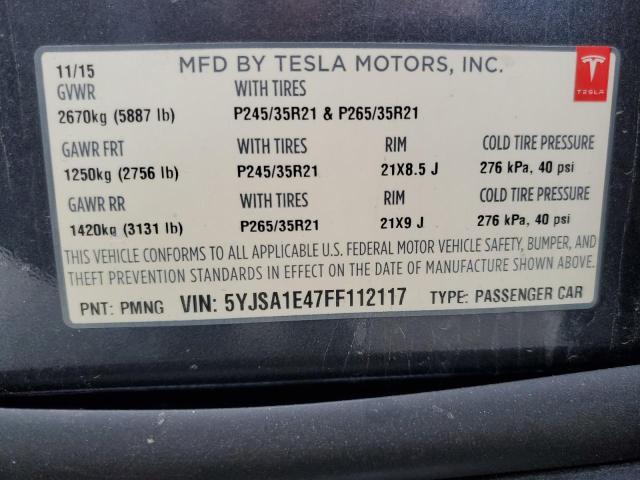 11/15 MFD BY TESLA MOTORS, INC.
TESLA
GVWR WITH TIRES
2670kg (5887 lb) P245/35R21 & P265/35R21
GAWR FRT WITH TIRES RIM COLD TIRE PRESSURE
1250kg (2756 lb) P245/35R21 21X8.5 J 276 kPa, 40 psi
GAWR RR WITH TIRES RIM COLD TIRE PRESSURE
1420kg (3131 lb) P265/35R21 21X9 J 276 kPa, 40 psi
THIS VEHICLE CONFORMS TO ALL APPLICABLE U.S. FEDERAL MOTOR VEHICLE SAFETY, BUMPER, AND
THEFT PREVENTION STANDARDS IN EFFECT ON THE DATE OF MANUFACTURE SHOWN ABOVE.
PNT: PMNG VIN: 5YJSA1E47FF112117 TYPE: PASSENGER CAR